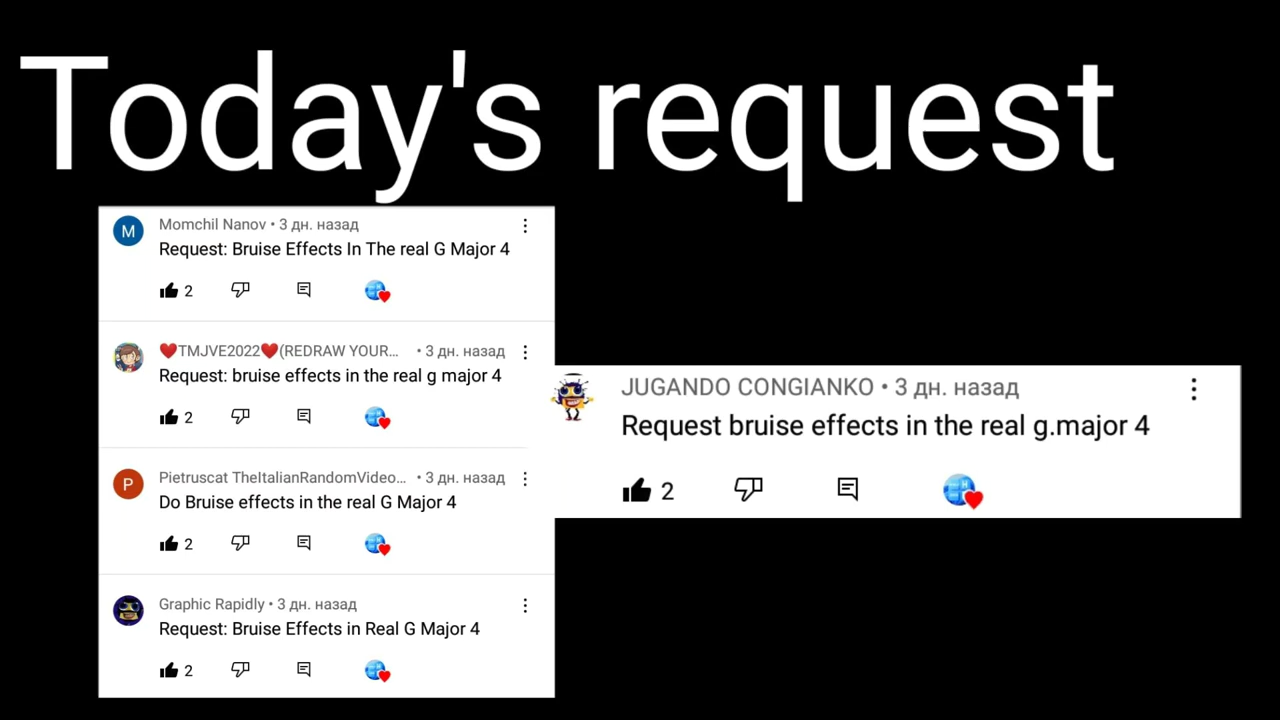 Today's request
M
Momchil Nanov • 3 дн. назад
Request: Bruise Effects In The real G Major 4
2
❤️TMJVE2022❤️(REDRAW YOUR... • 3 дн. назад
Request: bruise effects in the real g major 4
2
P
Pietruscat TheItalianRandomVideo... • 3 дн. назад
Do Bruise effects in the real G Major 4
2
Graphic Rapidly • 3 дн. назад
Request: Bruise Effects in Real G Major 4
2
JUGANDO CONGIANKO • 3 дн. назад
Request bruise effects in the real g.major 4
2